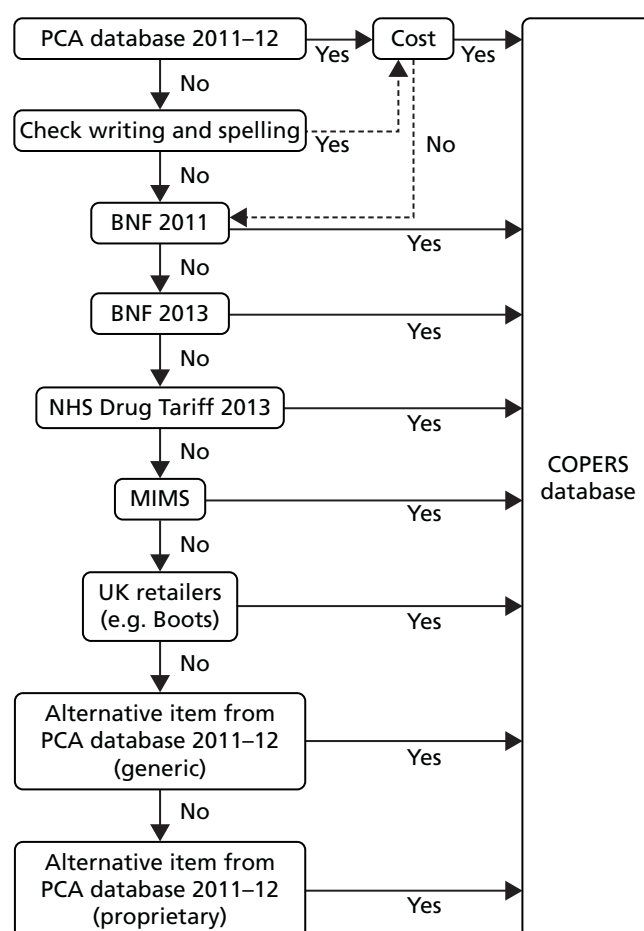 PCA database 2011–12
Yes
Cost
Yes
No
Check writing and spelling
Yes
No
No
BNF 2011
Yes
No
BNF 2013
Yes
No
NHS Drug Tariff 2013
Yes
No
COPERS
database
MIMS
Yes
No
UK retailers
(e.g. Boots)
Yes
No
Alternative item from
PCA database 2011–12
(generic)
Yes
No
Alternative item from
PCA database 2011–12
(proprietary)
Yes